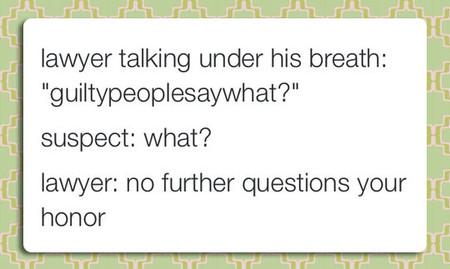 lawyer talking under his breath:
"guiltypeoplesaywhat?"
suspect: what?
lawyer: no further questions your
honor